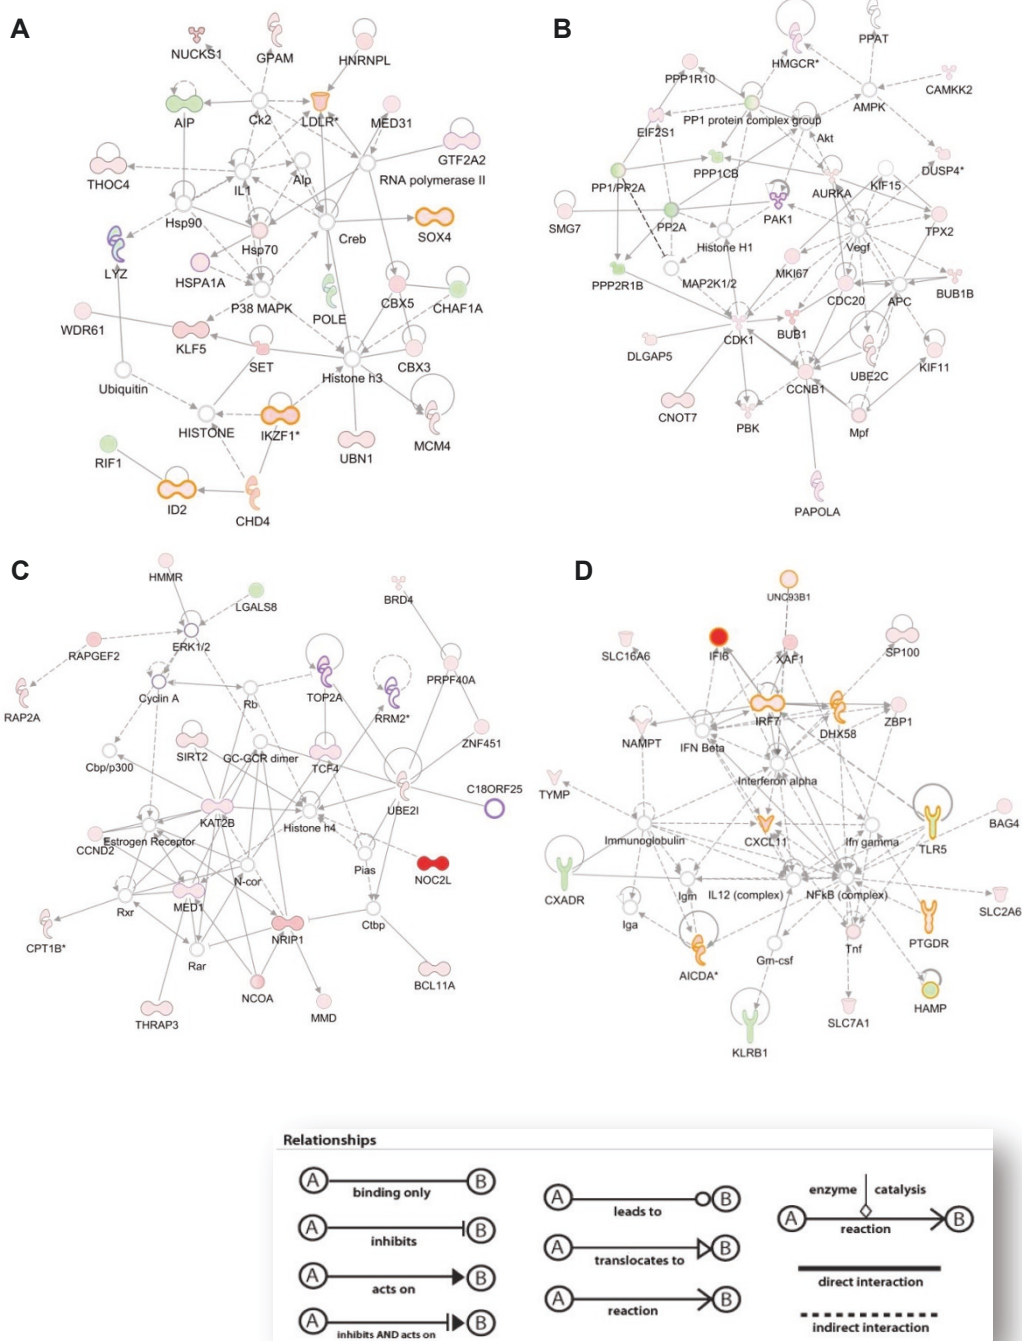 A
NUCKS1
GPAM
HNRNPL
AIP
Ck2
LDLR*
MED31
THOC4
IL1
Alp
RNA polymerase II
GTF2A2
Hsp90
Hsp70
Creb
SOX4
LYZ
HSPA1A
P38 MAPK
POLE
CBX5
CHAF1A
WDR61
KLF5
SET
Histone h3
CBX3
Ubiquitin
HISTONE
IKZF1*
UBN1
MCM4
RIF1
ID2
CHD4
B
HMGCR*
PPAT
PPP1R10
AMPK
CAMKK2
EIF2S1
PP1 protein complex group
Akt
PPP1CB
DUSP4*
PP1/PP2A
AURKA
KIF15
SMG7
PP2A
PAK1
TPX2
Histone H1
Vegf
PPP2R1B
MAP2K1/2
MKI67
CDC20
APC
BUB1B
DLGAP5
CDK1
BUB1
UBE2C
KIF11
CNOT7
CCNB1
PBK
Mpf
PAPOLA
C
HMMR
LGALS8
BRD4
RAPGEF2
ERK1/2
RAP2A
Cyclin A
Rb
TOP2A
RRM2*
PRPF40A
ZNF451
Cbp/p300
SIRT2
GC-GCR dimer
TCF4
UBE2I
C18ORF25
KAT2B
Histone h4
CCND2
Estrogen Receptor
Pias
NOC2L
N-cor
Rxr
MED1
Ctbp
CPT1B*
NRIP1
Rar
NCOA
BCL11A
THRAP3
MMD
D
UNC93B1
SLC16A6
IFI6
XAF1
SP100
NAMPT
IFN Beta
IRF7
DHX58
ZBP1
Interferon alpha
TYMP
Immunoglobulin
CXCL11
Ifn gamma
TLR5
BAG4
CXADR
Igm
IL12 (complex)
NFkB (complex)
SLC2A6
Iga
PTGDR
AICDA*
Gm-csf
Tnf
HAMP
KLRB1
SLC7A1
Relationships
A binding only B
A inhibits B
A acts on B
A inhibits AND acts on B
A leads to B
A translocates to B
A reaction B
enzyme catalysis
A reaction B
direct interaction
indirect interaction